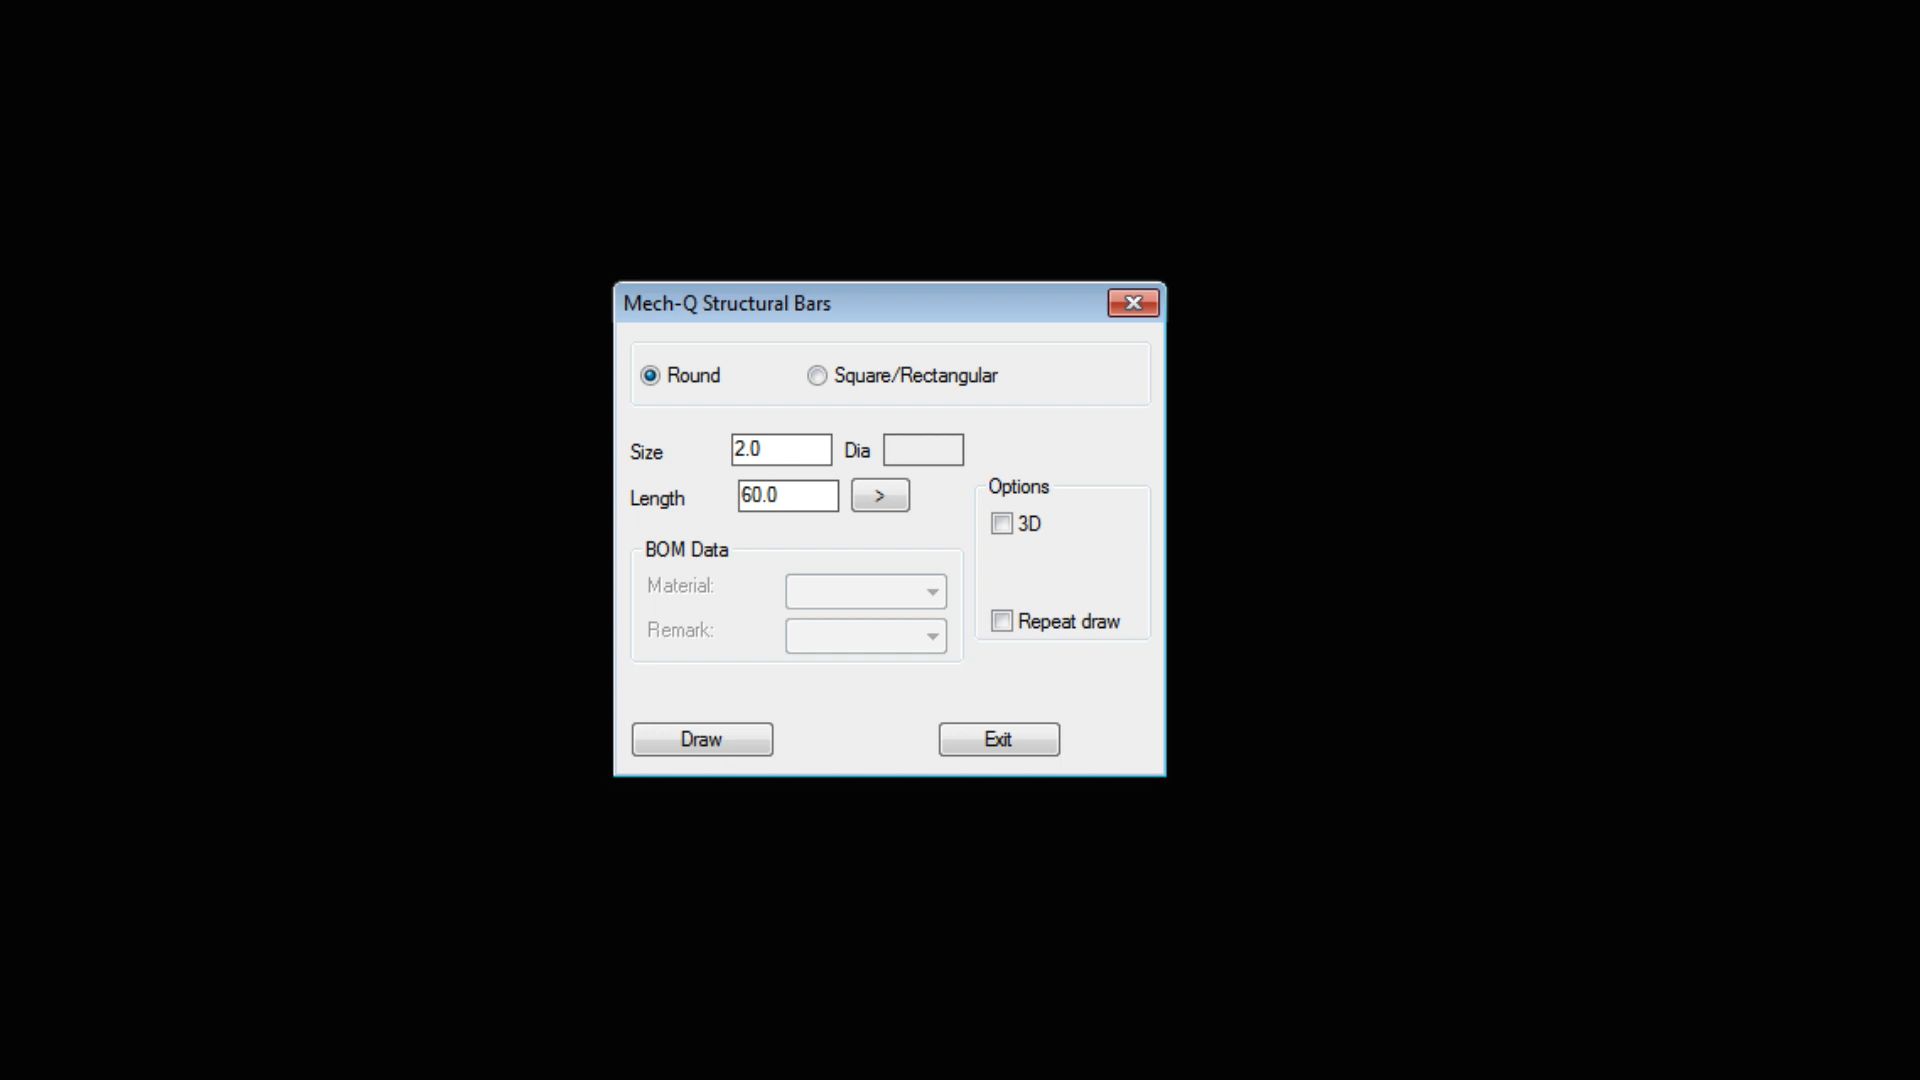 Mech-Q Structural Bars
Round Square/Rectangular
Size 2.0 Dia
Length 60.0 >
Options
3D
BOM Data
Material:
Remark:
Repeat draw
Draw Exit